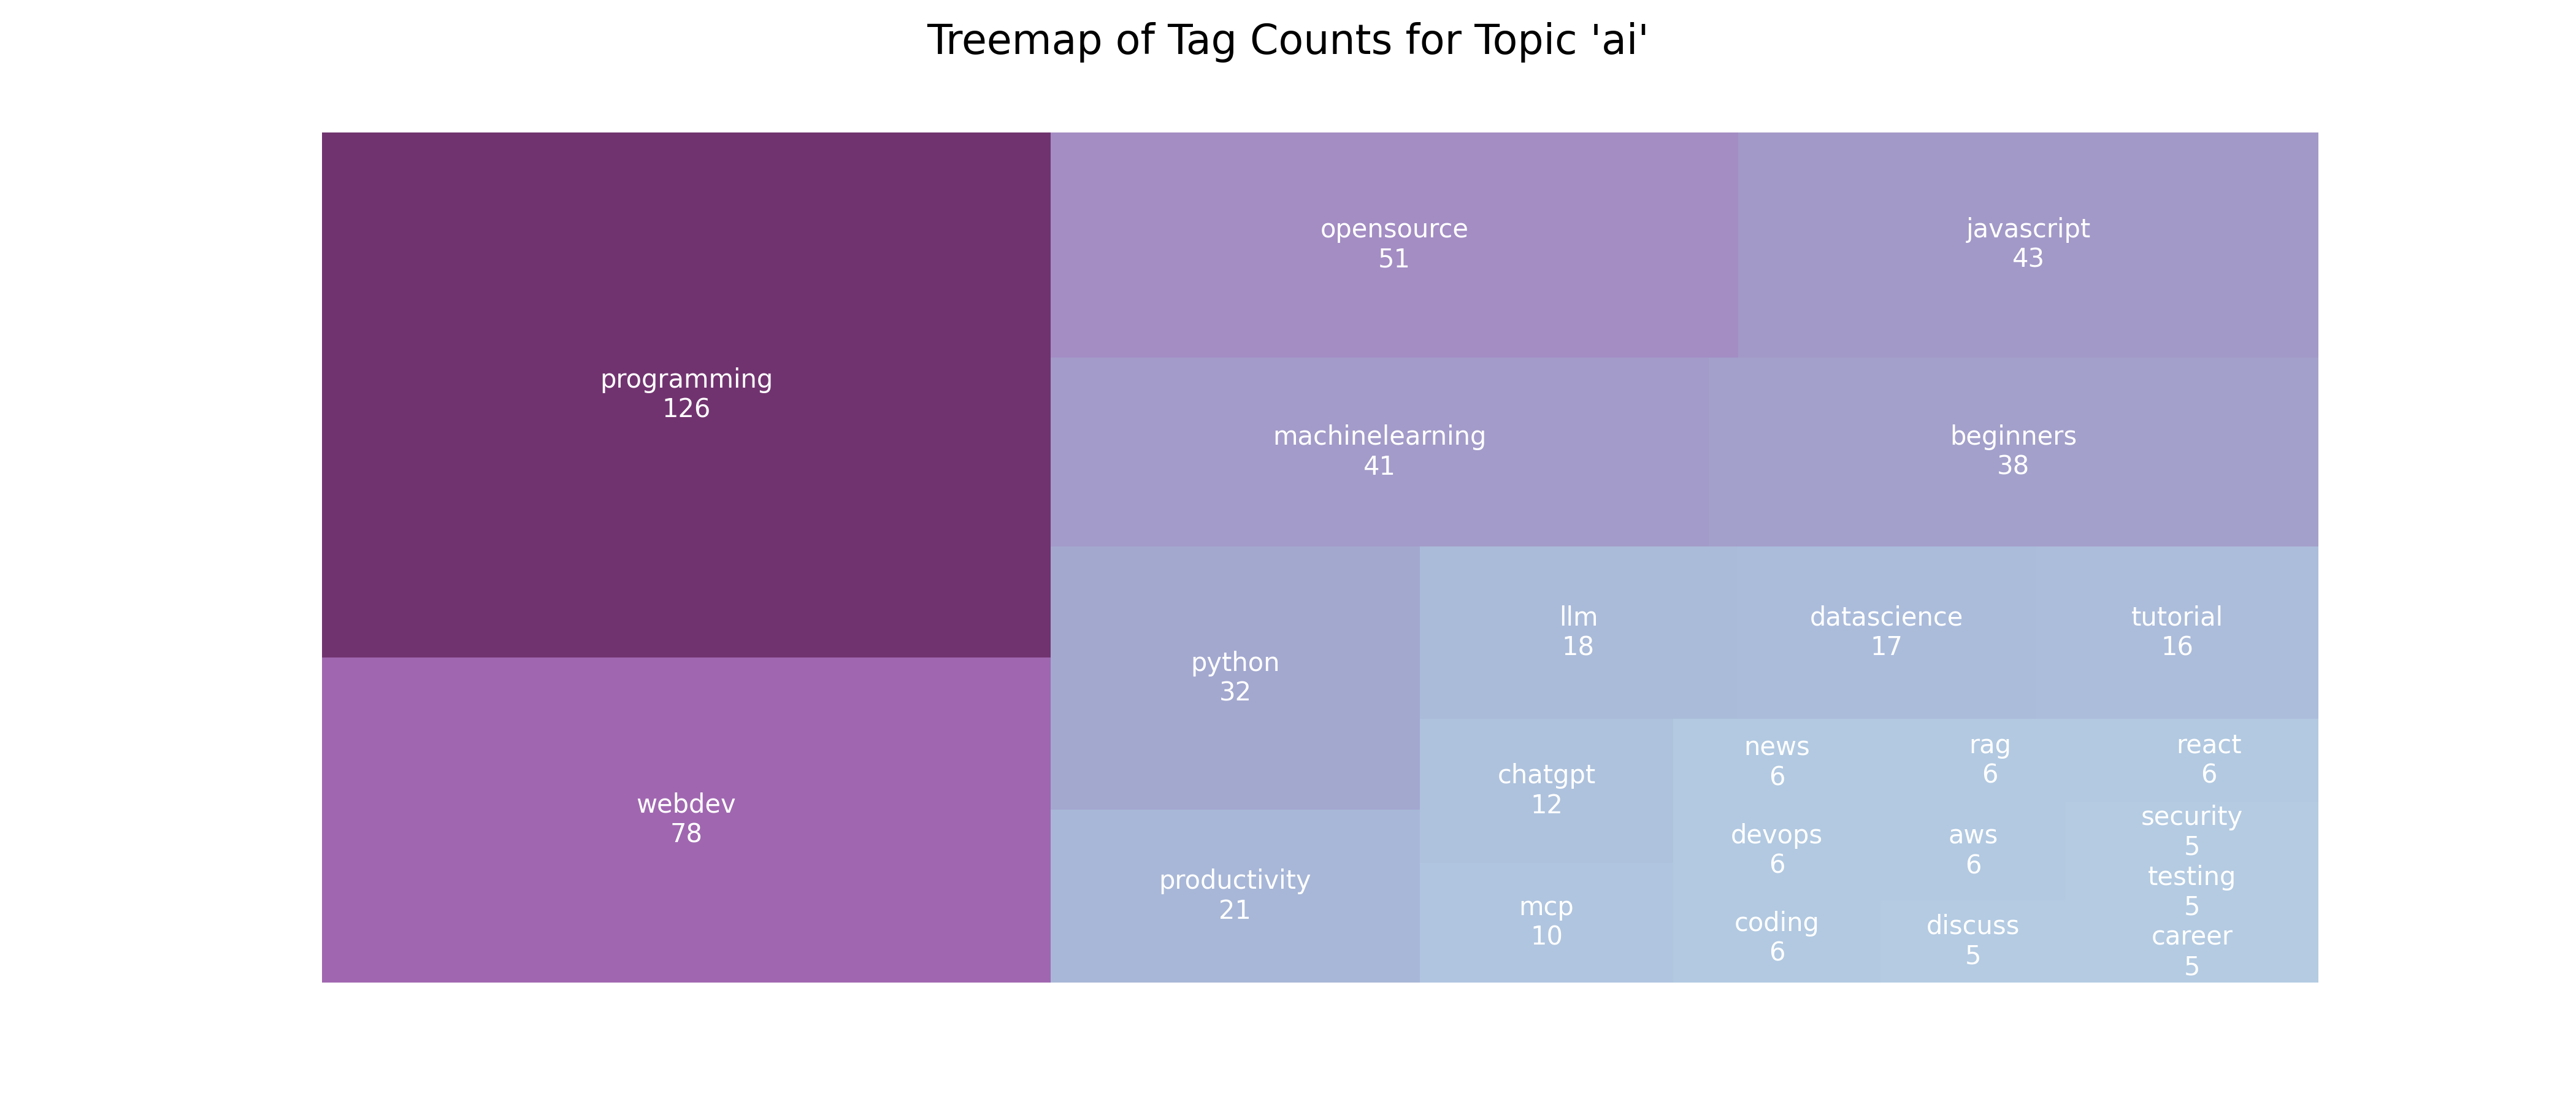 Treemap of Tag Counts for Topic 'ai'
programming
126
webdev
78
opensource
51
javascript
43
machinelearning
41
beginners
38
python
32
productivity
21
llm
18
datascience
17
tutorial
16
chatgpt
12
mcp
10
news
6
devops
6
coding
6
rag
6
react
6
aws
6
discuss
5
security
5
testing
5
career
5